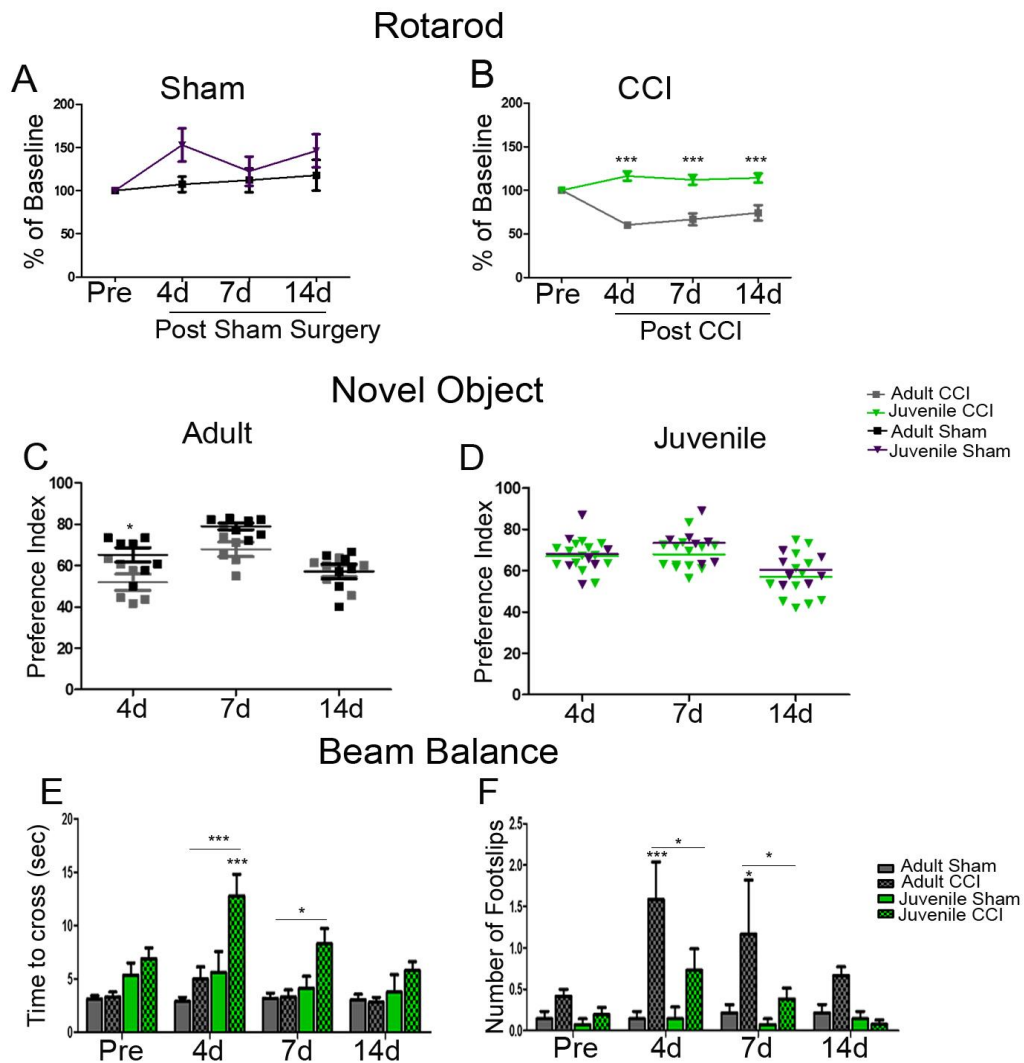 Rotarod
A
Sham
% of Baseline
200
150
100
50
0
Pre 4d 7d 14d
Post Sham Surgery
B
CCI
% of Baseline
200
150
100
50
0
*** *** ***
Pre 4d 7d 14d
Post CCI
Novel Object
Adult CCI
Juvenile CCI
Adult Sham
Juvenile Sham
C
Adult
Preference Index
100
80
60
40
20
0
*
4d 7d 14d
D
Juvenile
Preference Index
100
80
60
40
20
0
4d 7d 14d
Beam Balance
E
Time to cross (sec)
20
15
10
5
0
***
***
*
Pre 4d 7d 14d
F
Number of Footslips
2.5
2.0
1.5
1.0
0.5
0.0
*
***
*
*
Pre 4d 7d 14d
Adult Sham
Adult CCI
Juvenile Sham
Juvenile CCI